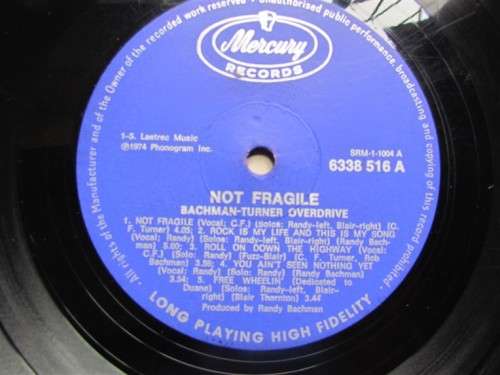 All rights of the Manufacturer and of the Owner of the recorded work reserved - Unauthorised public performance, broadcasting and copying of this record prohibited.
Mercury
RECORDS
1-5. Leetrec Music
℗1974 Phonogram Inc.
SRM-1-1004 A
6338 516 A
NOT FRAGILE
BACHMAN-TURNER OVERDRIVE
1. NOT FRAGILE (Vocal: C.F.) (solos: Randy-left, Blair-right) (C.
F. Turner) 4.05; 2. ROCK IS MY LIFE AND THIS IS MY SONG
(Vocal: Randy) (Solos: Randy-left, Blair-right) (Randy Bach-
man) 5.00; 3. ROLL ON DOWN THE HIGHWAY (Vocal:
C.F.) (Solos: Randy) (Fuzz-Blair) (C. F. Turner, Rob
Bachman) 3.56; 4. YOU AIN'T SEEN NOTHING YET
(Vocal: Randy) (Solos: Randy) (Randy Bachman)
3.54; 5. FREE WHEELIN' (Dedicated to
Duane) (Solos: Randy-left, Blair-
right) (Blair Thornton) 3.44
Produced by Randy Bachman
LONG PLAYING HIGH FIDELITY